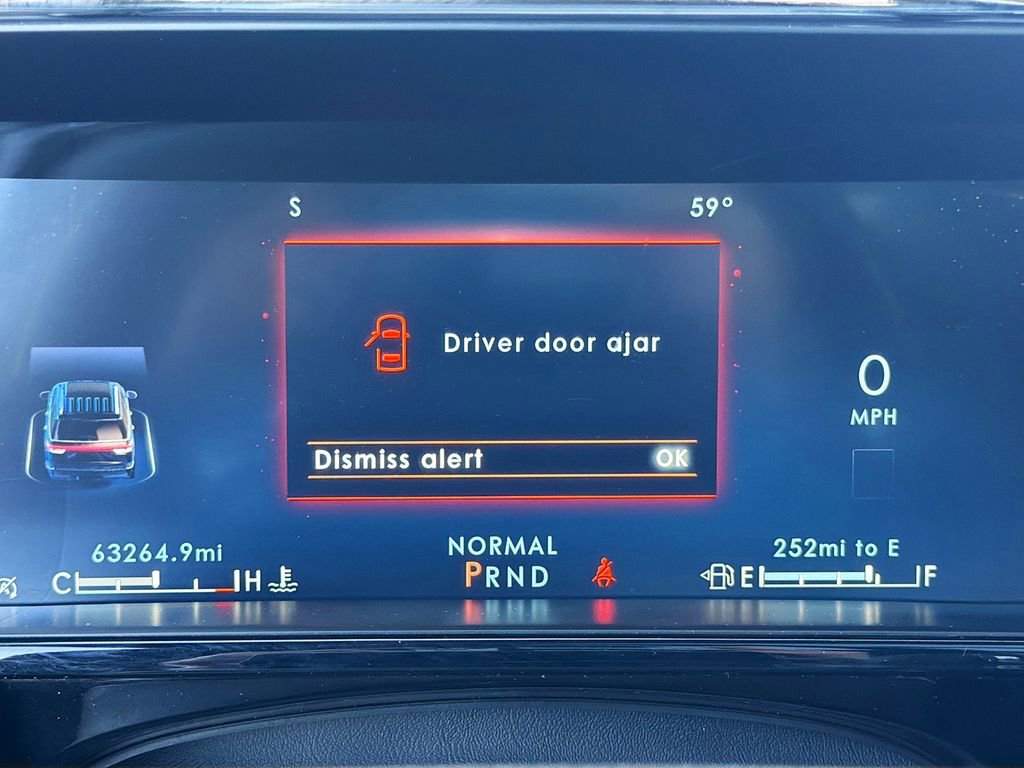 S 59°
Driver door ajar
Dismiss alert OK
0
MPH
63264.9mi NORMAL 252mi to E
C H PRND E F